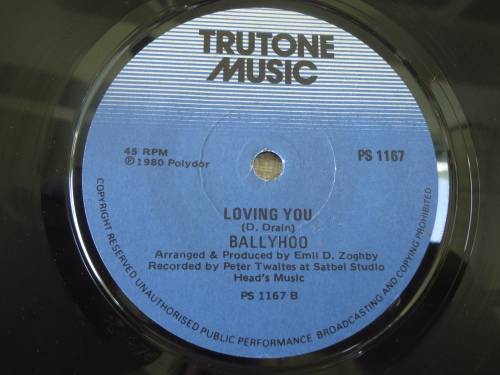 TRUTONE
MUSIC
45 RPM
℗ 1980 Polydor
PS 1167
LOVING YOU
(D. Drain)
BALLYHOO
Arranged & Produced by Emil D. Zoghby
Recorded by Peter Twaites at Satbel Studio
Head's Music
PS 1167 B
COPYRIGHT RESERVED UNAUTHORISED PUBLIC PERFORMANCE BROADCASTING AND COPYING PROHIBITED